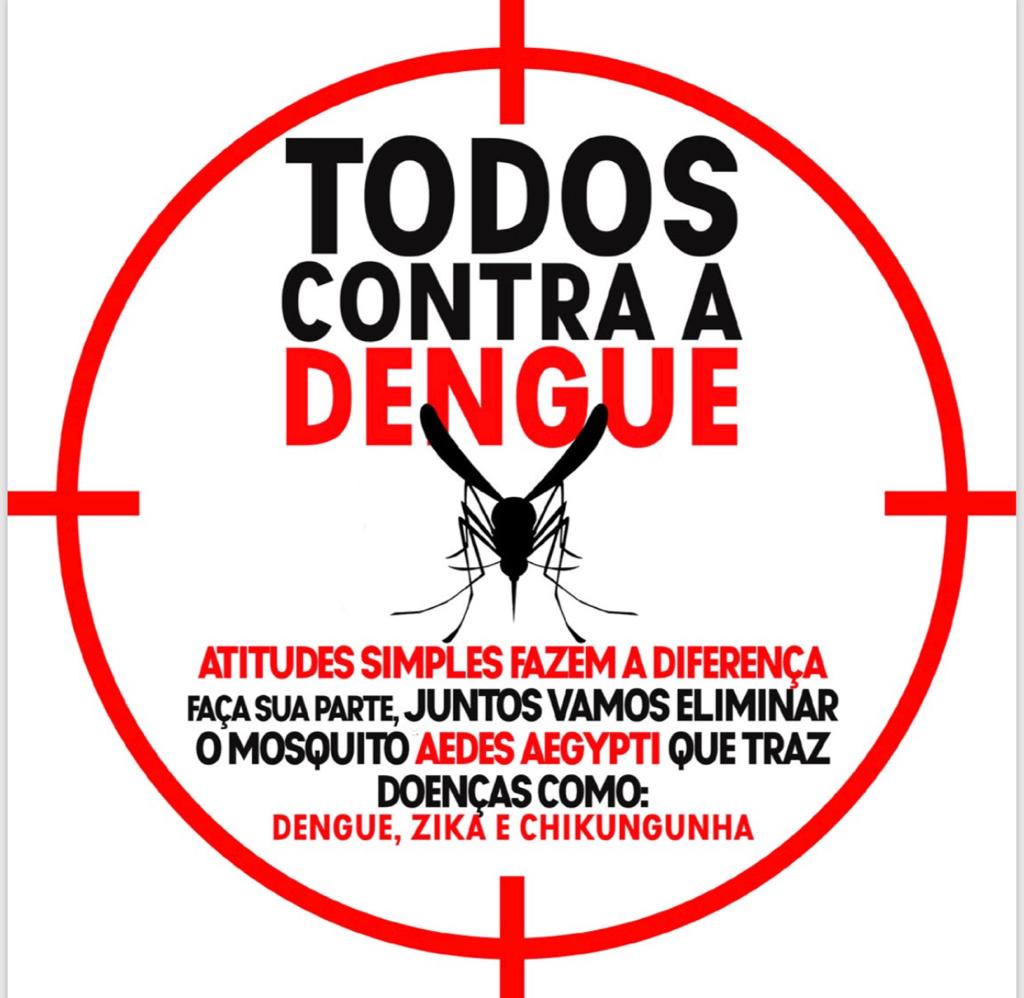 TODOS
CONTRA A
DENGUE
ATITUDES SIMPLES FAZEM A DIFERENÇA
FAÇA SUA PARTE, JUNTOS VAMOS ELIMINAR
O MOSQUITO AEDES AEGYPTI QUE TRAZ
DOENÇAS COMO:
DENGUE, ZIKA E CHIKUNGUNHA